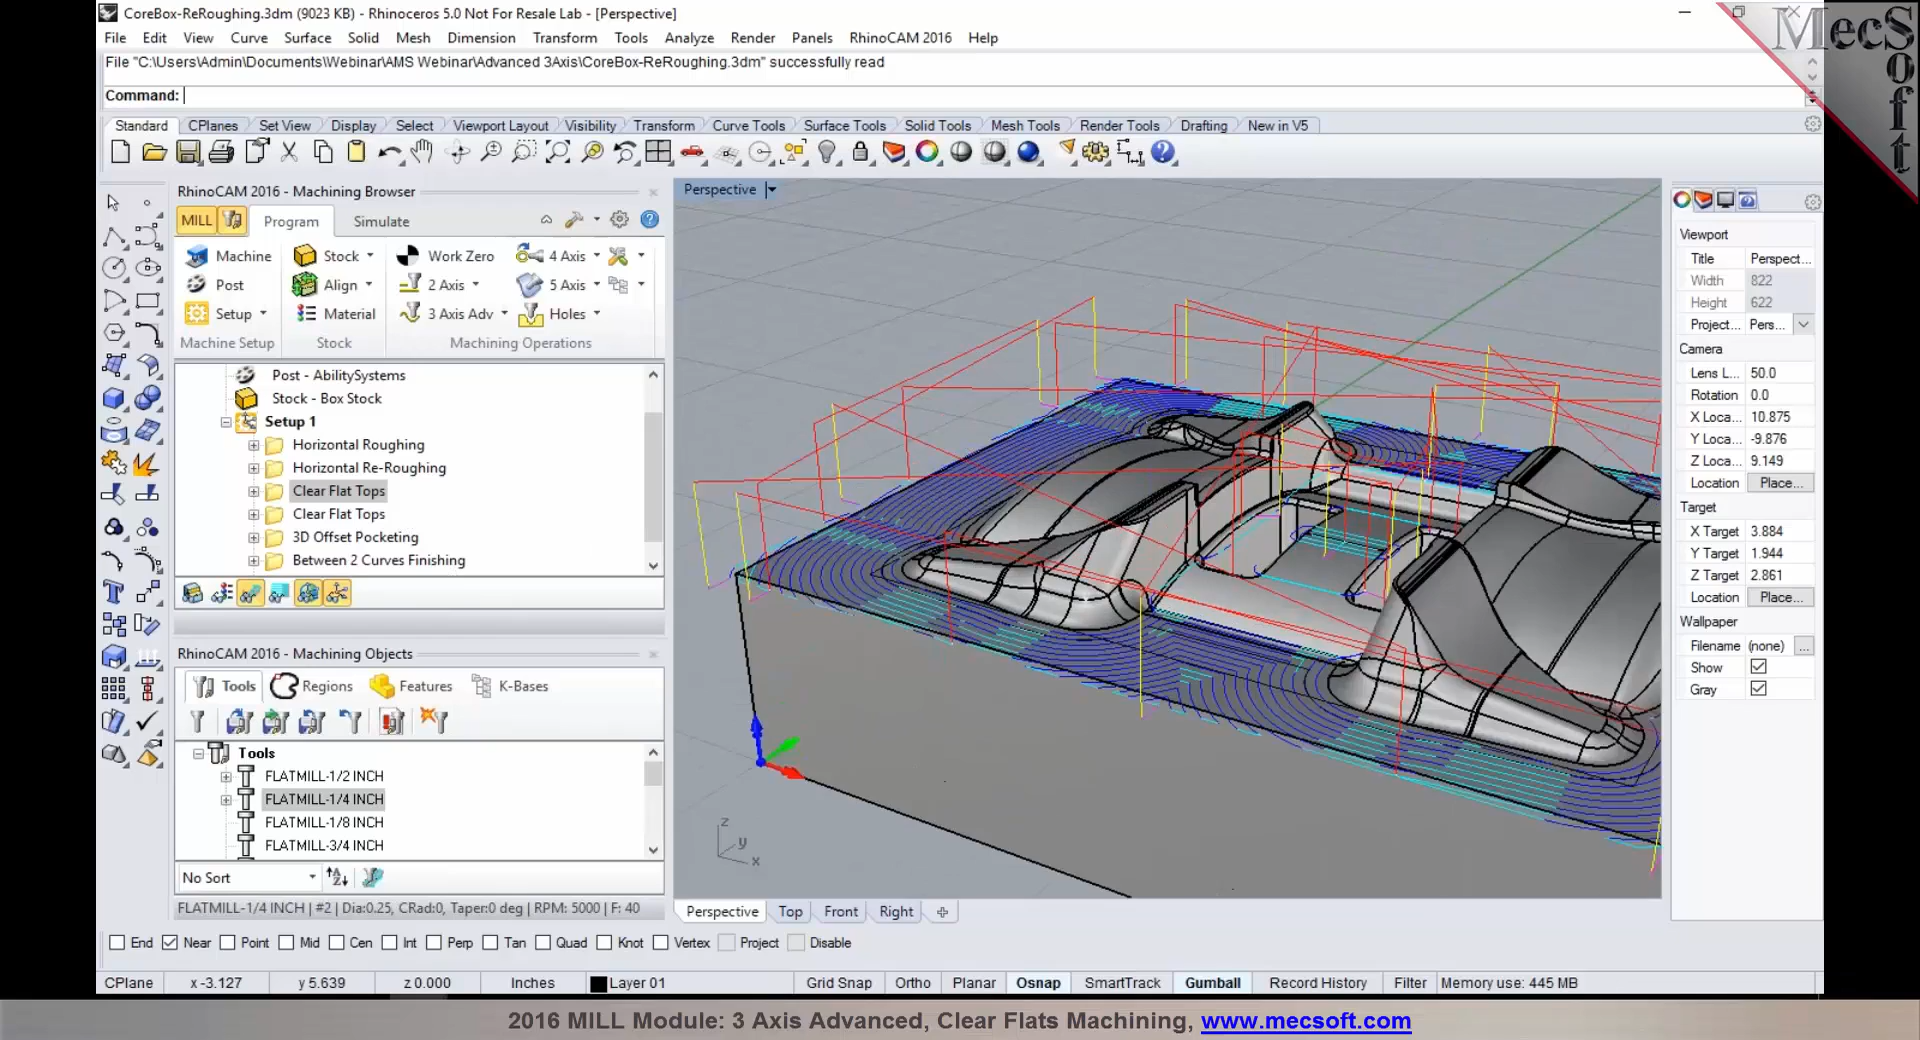 CoreBox-ReRoughing.3dm (9023 KB) - Rhinoceros 5.0 Not For Resale Lab - [Perspective]
MecSoft
File Edit View Curve Surface Solid Mesh Dimension Transform Tools Analyze Render Panels RhinoCAM 2016 Help
File "C:\Users\Admin\Documents\Webinar\AMS Webinar\Advanced 3Axis\CoreBox-ReRoughing.3dm" successfully read
Command:
Standard CPlanes Set View Display Select Viewport Layout Visibility Transform Curve Tools Surface Tools Solid Tools Mesh Tools Render Tools Drafting New in V5
RhinoCAM 2016 - Machining Browser
MILL Program Simulate
Machine Stock Work Zero 4 Axis
Post Align 2 Axis 5 Axis
Setup Material 3 Axis Adv Holes
Machine Setup Stock Machining Operations
Post - AbilitySystems
Stock - Box Stock
Setup 1
Horizontal Roughing
Horizontal Re-Roughing
Clear Flat Tops
Clear Flat Tops
3D Offset Pocketing
Between 2 Curves Finishing
RhinoCAM 2016 - Machining Objects
Tools Regions Features K-Bases
Tools
FLATMILL-1/2 INCH
FLATMILL-1/4 INCH
FLATMILL-1/8 INCH
FLATMILL-3/4 INCH
No Sort
FLATMILL-1/4 INCH | #2 | Dia:0.25, CRad:0, Taper:0 deg | RPM: 5000 | F: 40
Perspective
z
y
x
Perspective Top Front Right
Viewport
Title Perspect...
Width 822
Height 622
Project... Pers...
Camera
Lens L... 50.0
Rotation 0.0
X Loca... 10.875
Y Loca... -9.876
Z Loca... 9.149
Location Place...
Target
X Target 3.884
Y Target 1.944
Z Target 2.861
Location Place...
Wallpaper
Filename (none) ...
Show
Gray
End Near Point Mid Cen Int Perp Tan Quad Knot Vertex Project Disable
CPlane x -3.127 y 5.639 z 0.000 Inches Layer 01 Grid Snap Ortho Planar Osnap SmartTrack Gumball Record History Filter Memory use: 445 MB
2016 MILL Module: 3 Axis Advanced, Clear Flats Machining, www.mecsoft.com